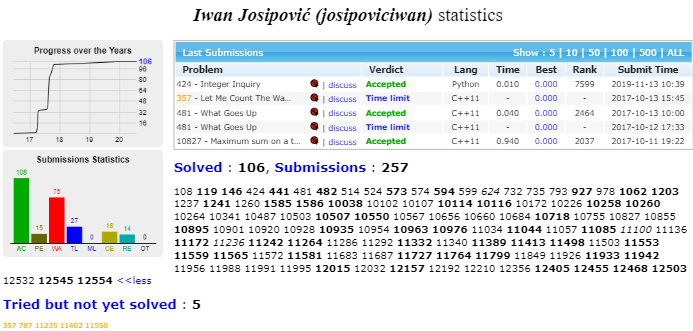 Iwan Josipović (josipoviciwan) statistics
Progress over the Years
106
96
80
64
48
32
16
17 18 19 20
Submissions Statistics
108 15 75 27 0 18 14 0
AC PE WA TL ML CE RE OT
Last Submissions Show : 5 | 10 | 50 | 100 | 500 | ALL
Problem Verdict Lang Time Best Rank Submit Time
424 - Integer Inquiry | discuss Accepted Python 0.010 0.000 7599 2019-11-13 10:39
357 - Let Me Count The Wa... | discuss Time limit C++11 - 0.000 - 2017-10-13 15:45
481 - What Goes Up | discuss Accepted C++11 0.040 0.000 2464 2017-10-13 10:00
481 - What Goes Up | discuss Time limit C++11 - 0.000 - 2017-10-12 17:33
10827 - Maximum sum on a t... | discuss Accepted C++11 0.940 0.000 2037 2017-10-11 19:22
Solved : 106, Submissions : 257
108 119 146 424 441 481 482 514 524 573 574 594 599 624 732 735 793 927 978 1062 1203
1237 1241 1260 1585 1586 10038 10102 10107 10114 10116 10172 10226 10258 10260
10264 10341 10487 10503 10507 10550 10567 10656 10660 10684 10718 10755 10827 10855
10895 10901 10920 10928 10935 10954 10963 10976 11034 11044 11057 11085 11100 11136
11172 11236 11242 11264 11286 11292 11332 11340 11389 11413 11498 11503 11553
11559 11565 11572 11581 11683 11687 11727 11764 11799 11849 11926 11933 11942
11956 11988 11991 11995 12015 12032 12157 12192 12210 12356 12405 12455 12468 12503
12532 12545 12554 <<less
Tried but not yet solved : 5
357 787 11235 11402 11550